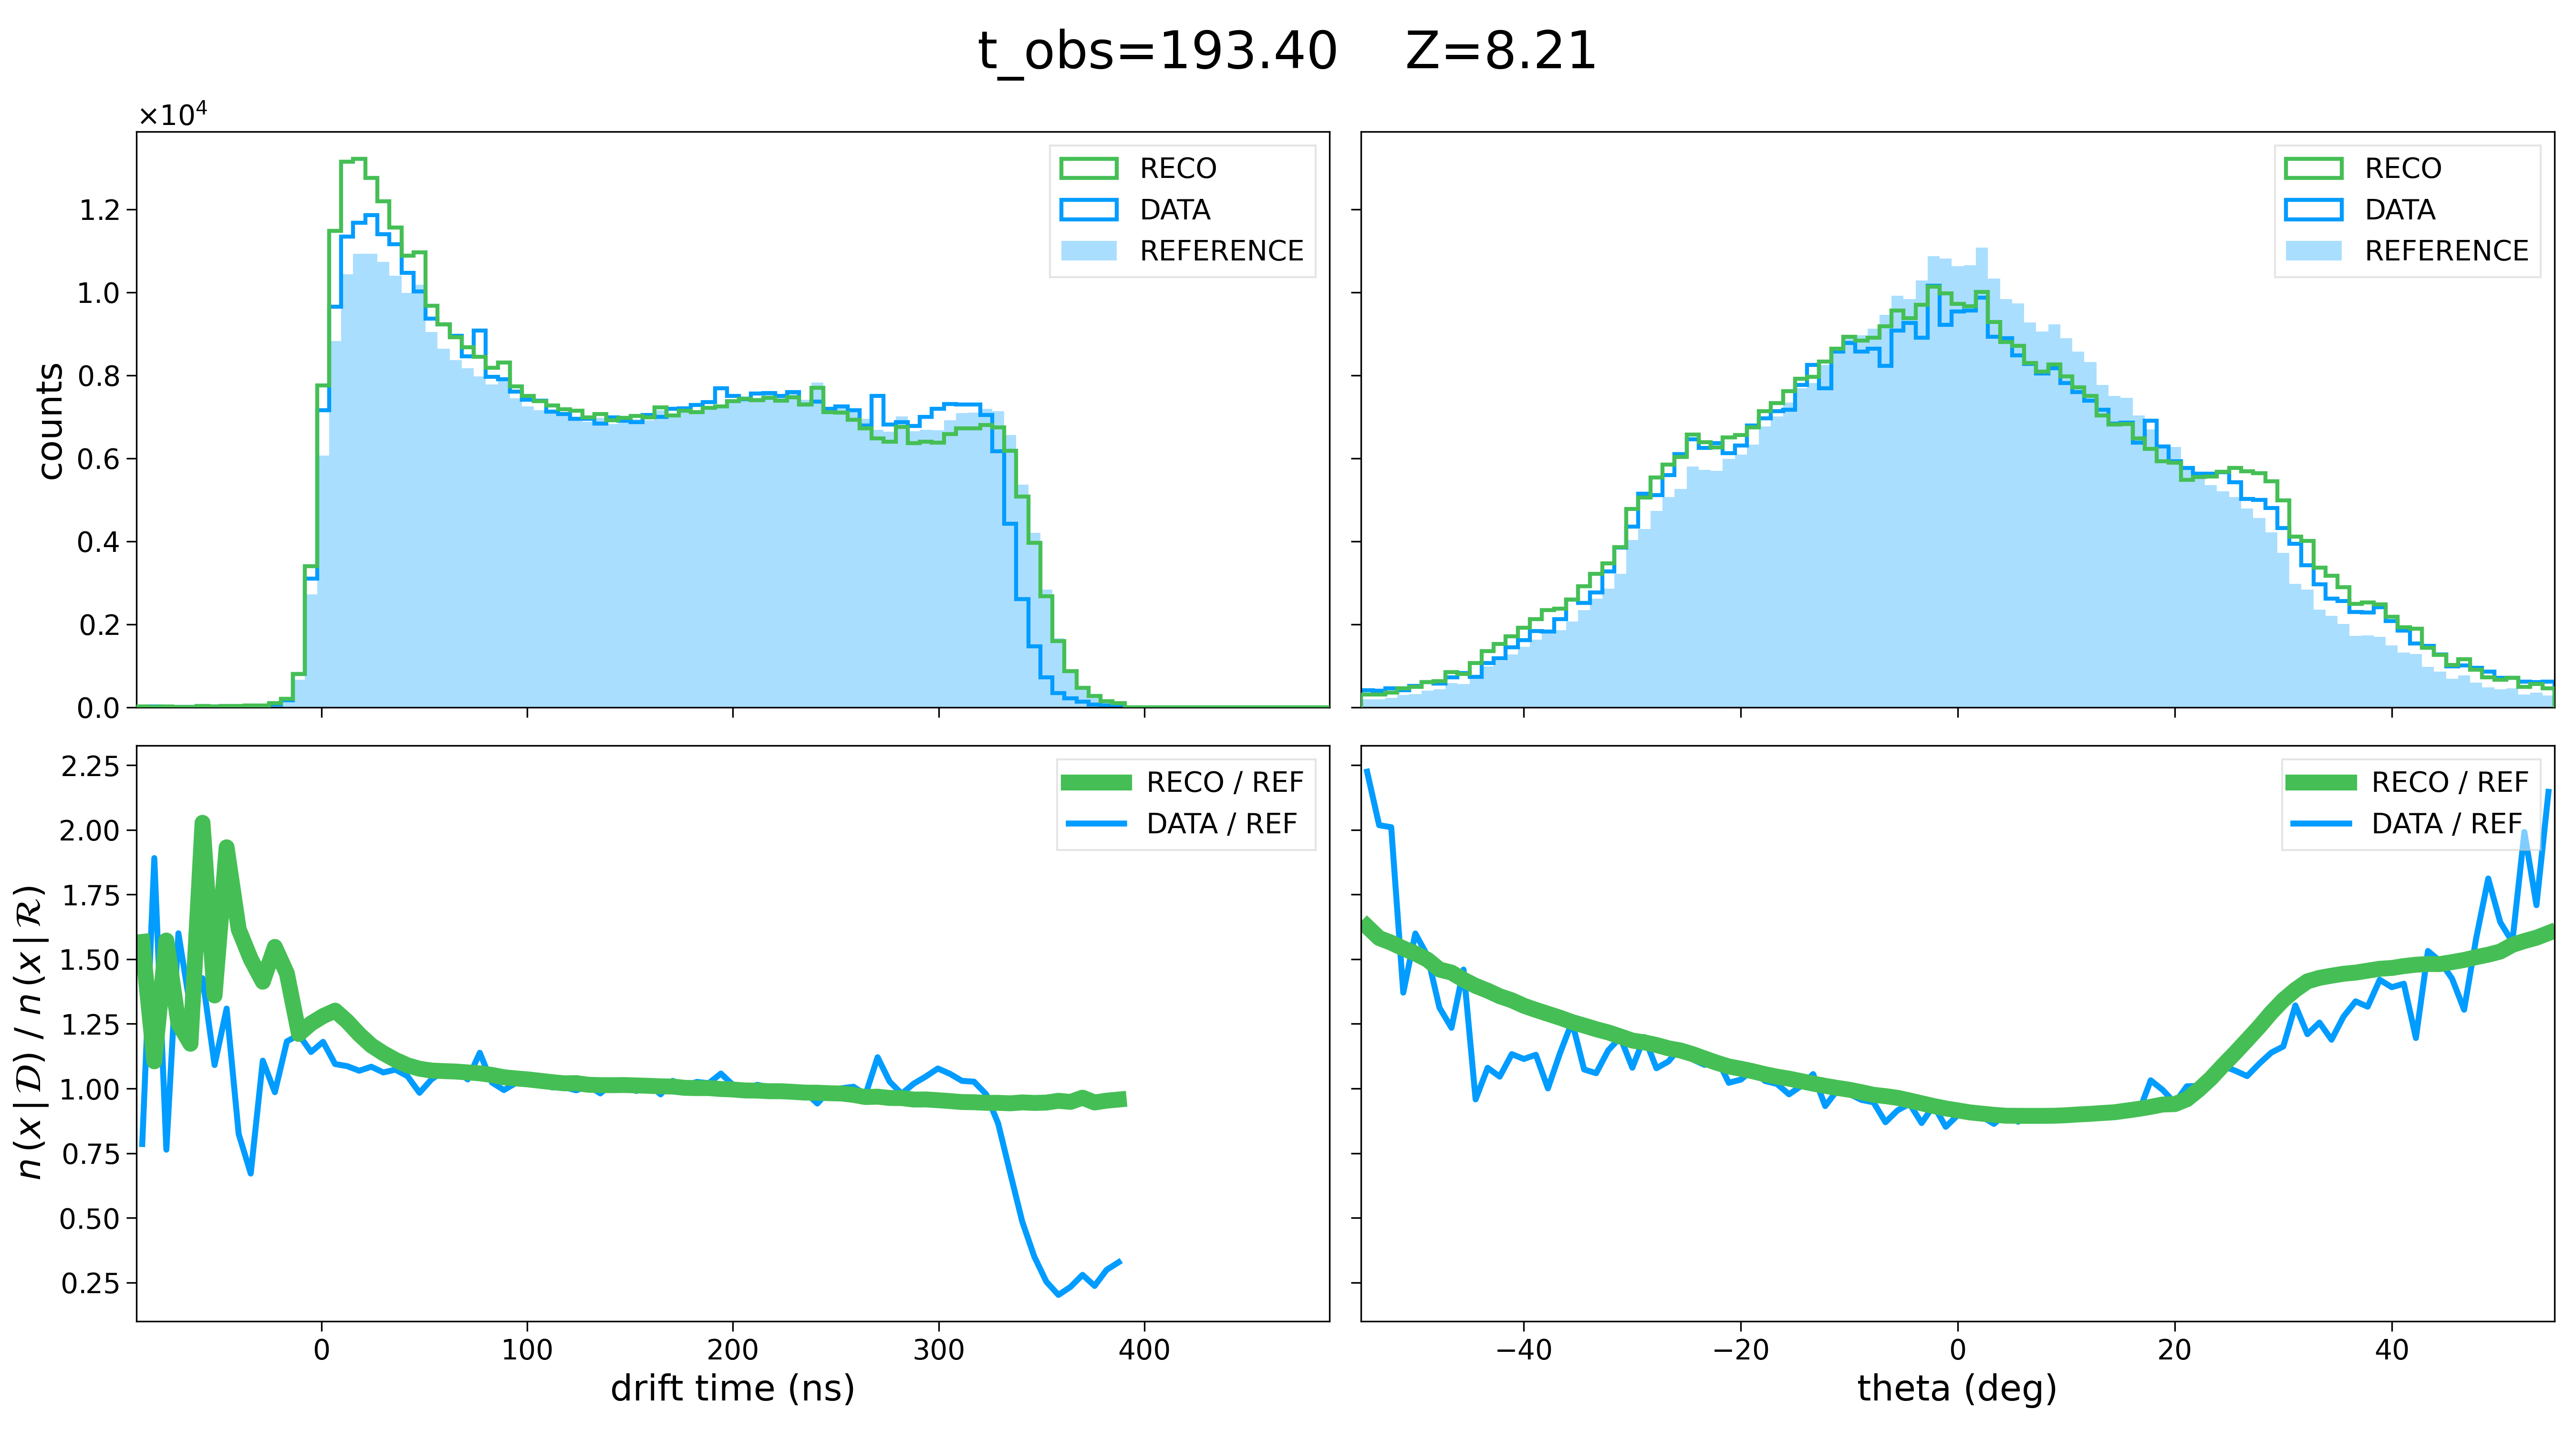 t_obs=193.40 Z=8.21
×10⁴
counts
1.2
1.0
0.8
0.6
0.4
0.2
0.0
RECO
DATA
REFERENCE
RECO
DATA
REFERENCE
n(x|𝒟) / n(x|ℛ)
2.25
2.00
1.75
1.50
1.25
1.00
0.75
0.50
0.25
RECO / REF
DATA / REF
RECO / REF
DATA / REF
0 100 200 300 400
drift time (ns)
−40 −20 0 20 40
theta (deg)